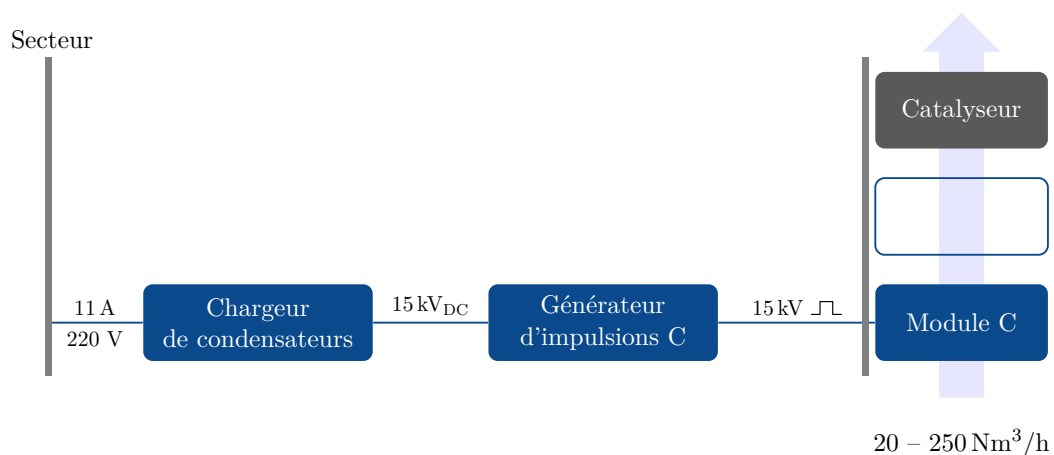 Secteur
Catalyseur
11 A
220 V
Chargeur
de condensateurs
15 kV_DC
Générateur
d'impulsions C
15 kV
Module C
20 – 250 Nm³/h